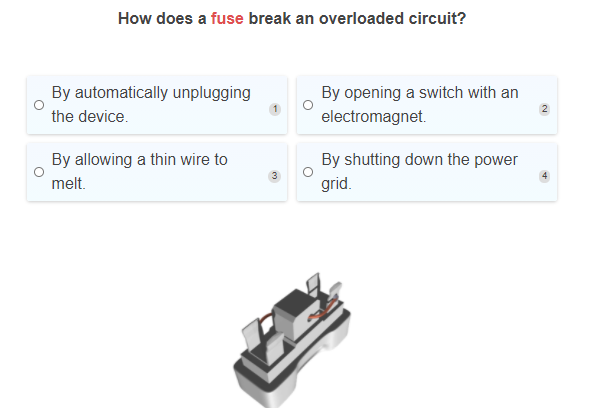 How does a fuse break an overloaded circuit?
By automatically unplugging
the device.
1
By opening a switch with an
electromagnet.
2
By allowing a thin wire to
melt.
3
By shutting down the power
grid.
4